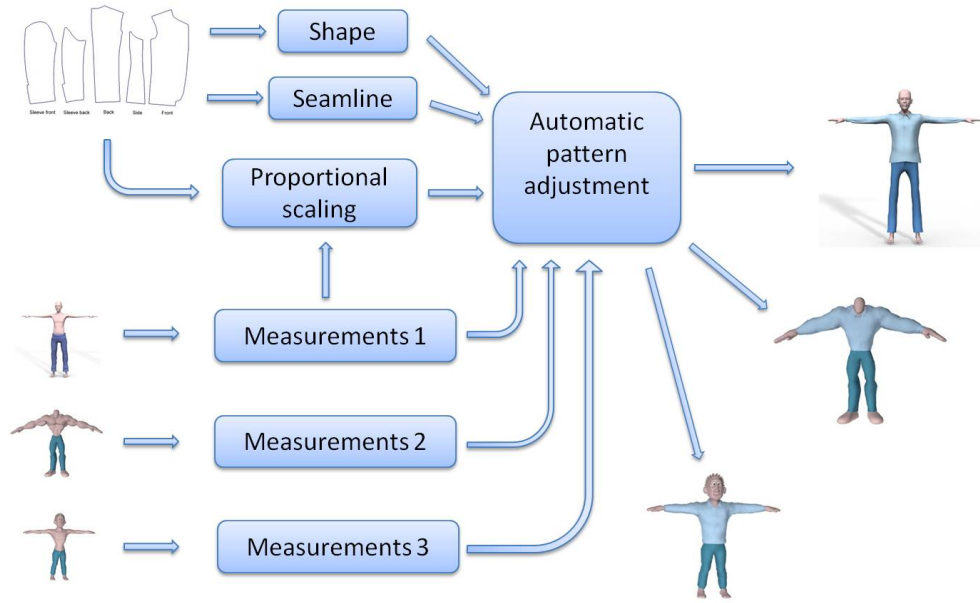 Shape
Sleeve front Sleeve back Back Side Front
Seamline
Automatic
pattern
adjustment
Proportional
scaling
Measurements 1
Measurements 2
Measurements 3